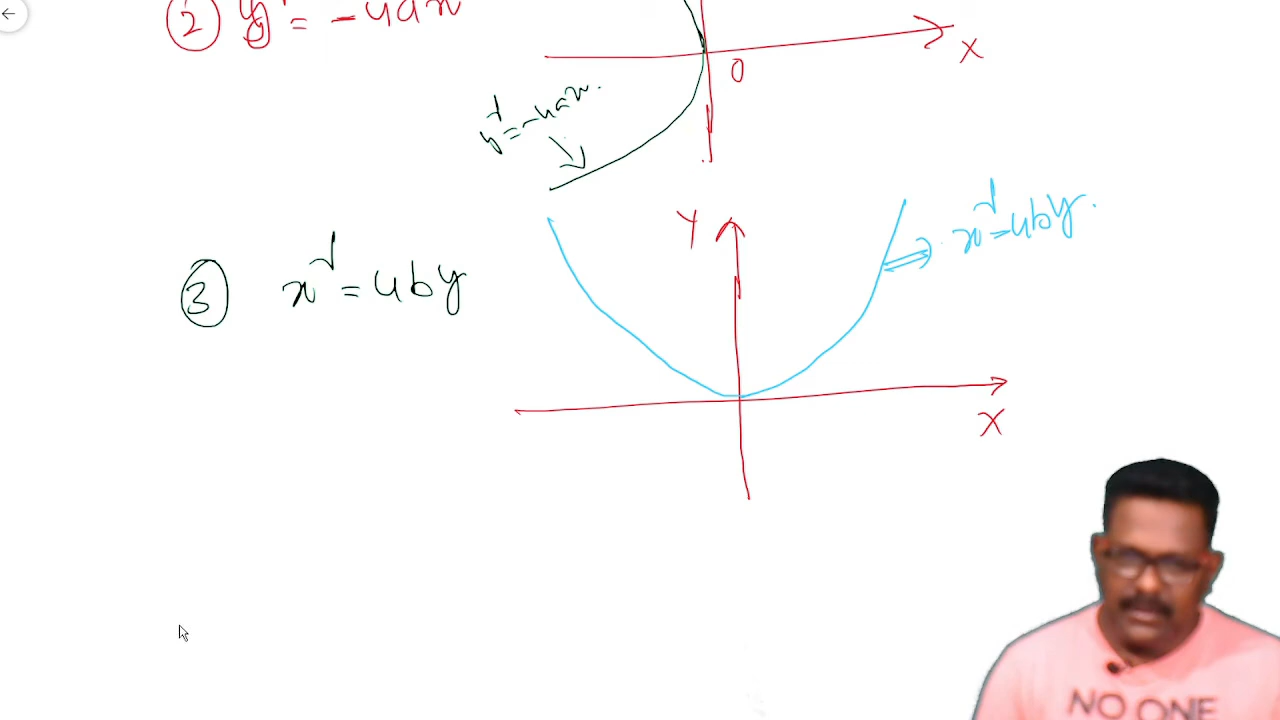 ② y² = -4ax
X
0
y² = -4ax.
Y
x² = 4by.
③ x² = 4by
X
NO ONE